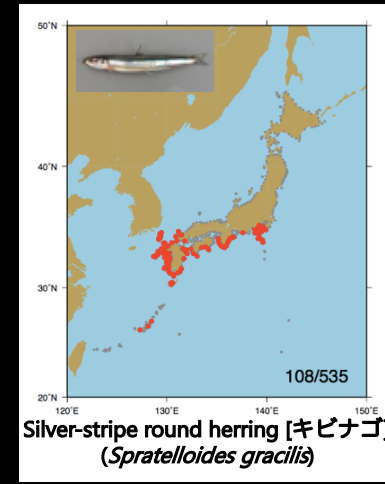 50˚N
40˚N
30˚N
20˚N
108/535
120˚E 130˚E 140˚E 150˚E
Silver-stripe round herring [キビナゴ]
(Spratelloides gracilis)